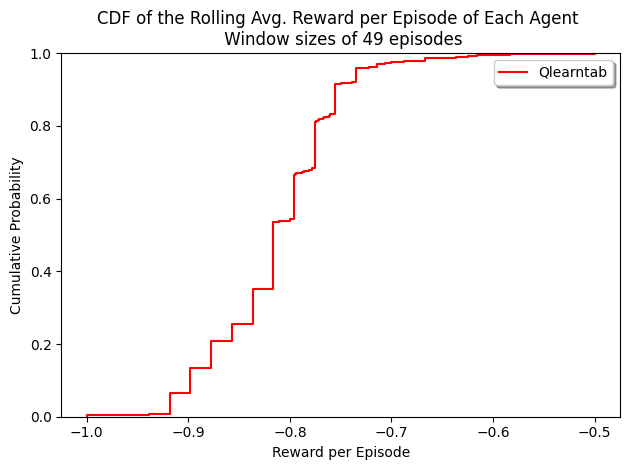 CDF of the Rolling Avg. Reward per Episode of Each Agent
Window sizes of 49 episodes
Qlearntab
Cumulative Probability
1.0
0.8
0.6
0.4
0.2
0.0
−1.0 −0.9 −0.8 −0.7 −0.6 −0.5
Reward per Episode